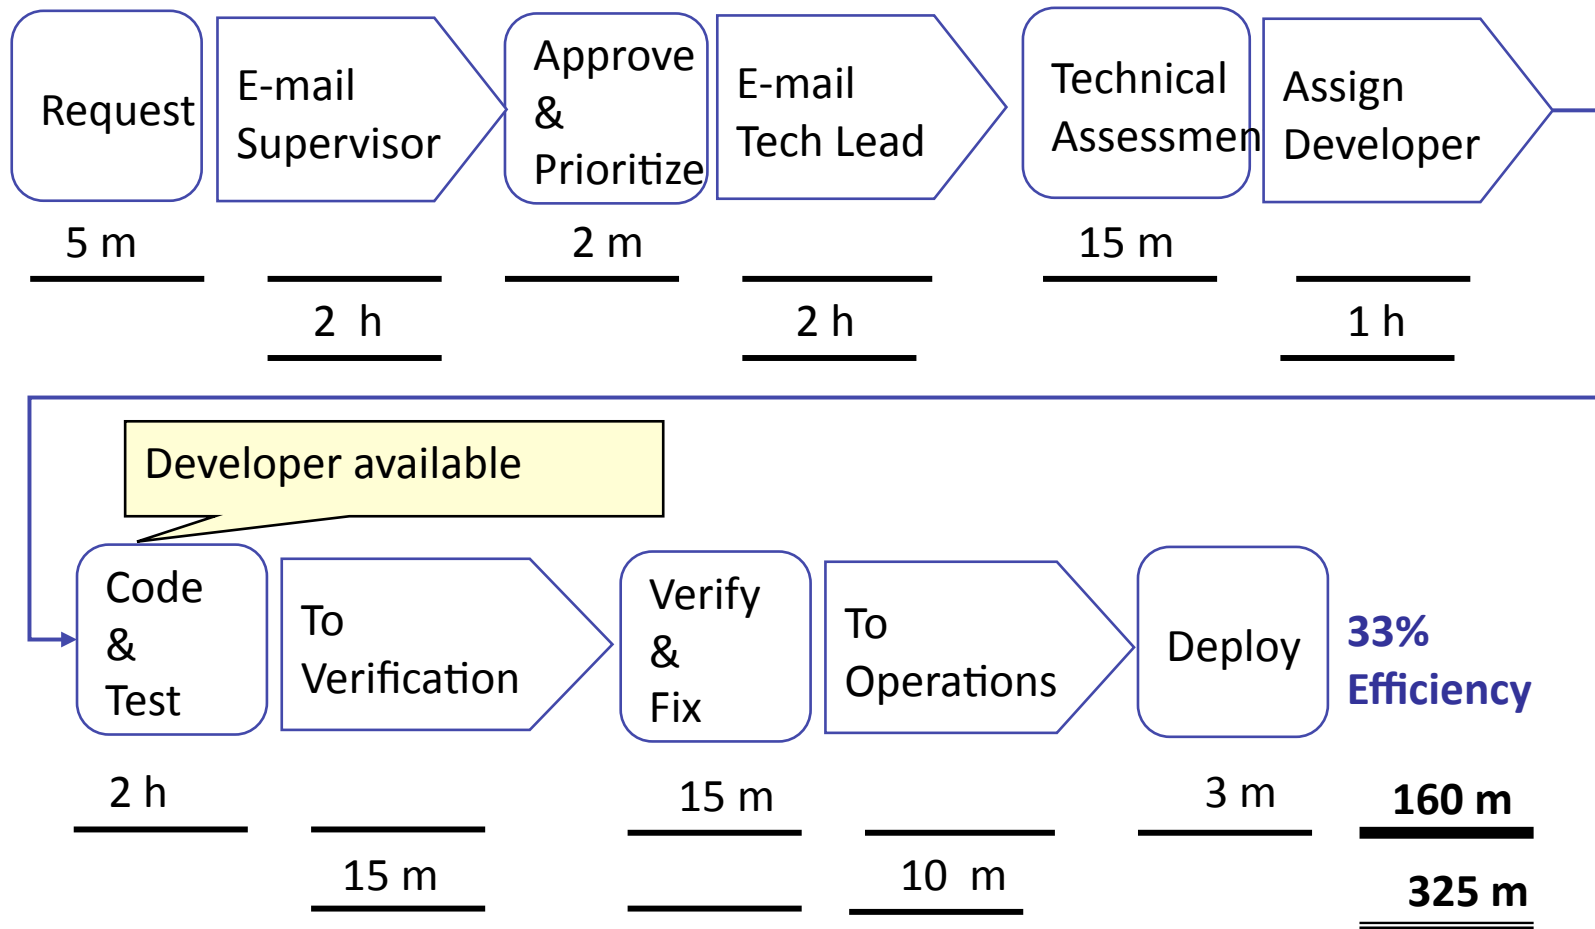 Request
E-mail
Supervisor
Approve
&
Prioritize
E-mail
Tech Lead
Technical
Assessmen
Assign
Developer
5 m
2 m
15 m
2  h
2 h
1 h
Developer available
Code
&
Test
To
Verification
Verify
&
Fix
To
Operations
Deploy
33%
Efficiency
2 h
15 m
3 m
160 m
15 m
10  m
325 m